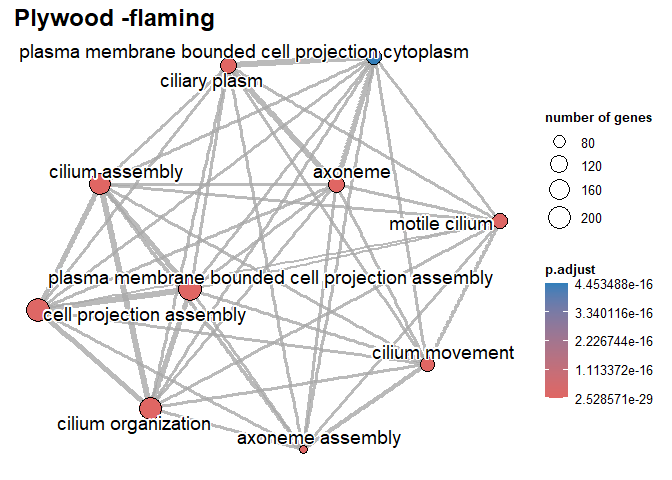 Plywood -flaming
plasma membrane bounded cell projection cytoplasm
ciliary plasm
cilium assembly
axoneme
motile cilium
plasma membrane bounded cell projection assembly
cell projection assembly
cilium movement
cilium organization
axoneme assembly
number of genes
80
120
160
200
p.adjust
4.453488e-16
3.340116e-16
2.226744e-16
1.113372e-16
2.528571e-29